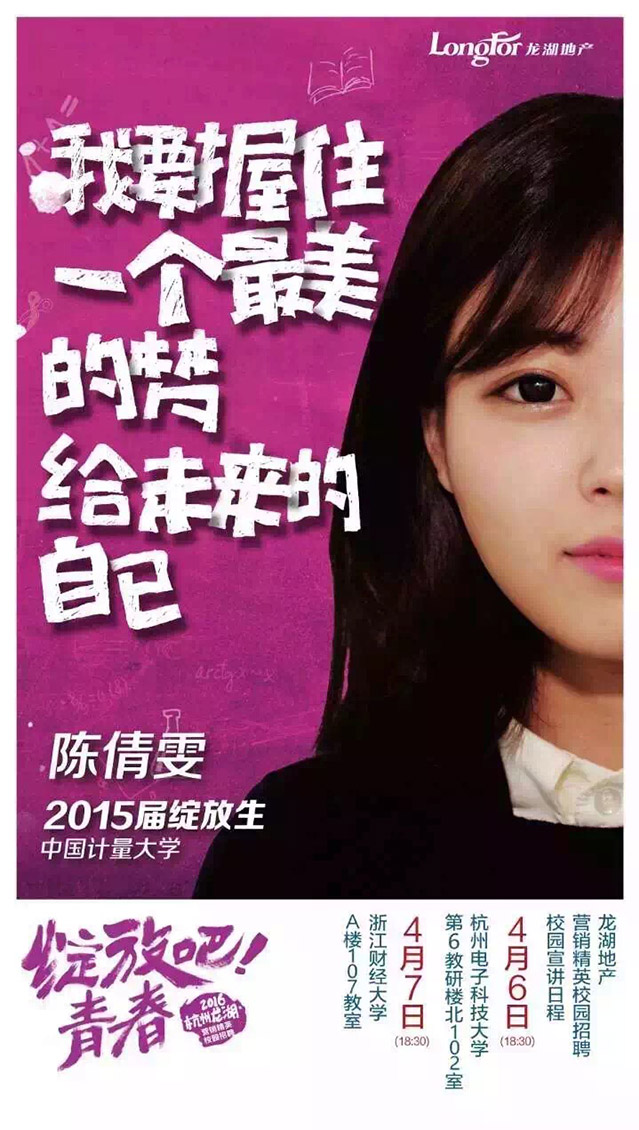 LongFor 龙湖地产
我要握住
一个最美
的梦
给未来的
自己
陈倩雯
2015届绽放生
中国计量大学
绽放吧!
青春
2016
杭州龙湖
营销精英
校园招聘
龙湖地产
营销精英校园招聘
校园宣讲日程
4月6日
(18:30)
杭州电子科技大学
第6教研楼北102室
4月7日
(18:30)
浙江财经大学
A楼107教室